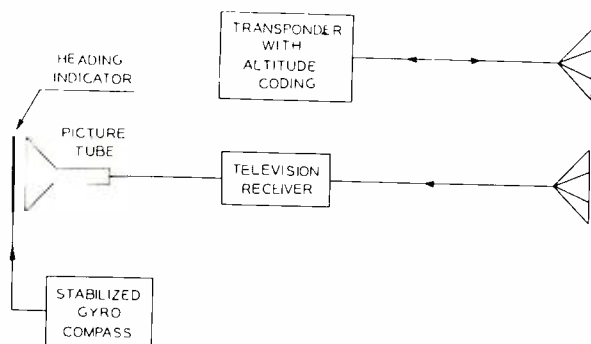 TRANSPONDER
WITH
ALTITUDE
CODING
HEADING
INDICATOR
PICTURE
TUBE
TELEVISION
RECEIVER
STABILIZED
GYRO
COMPASS